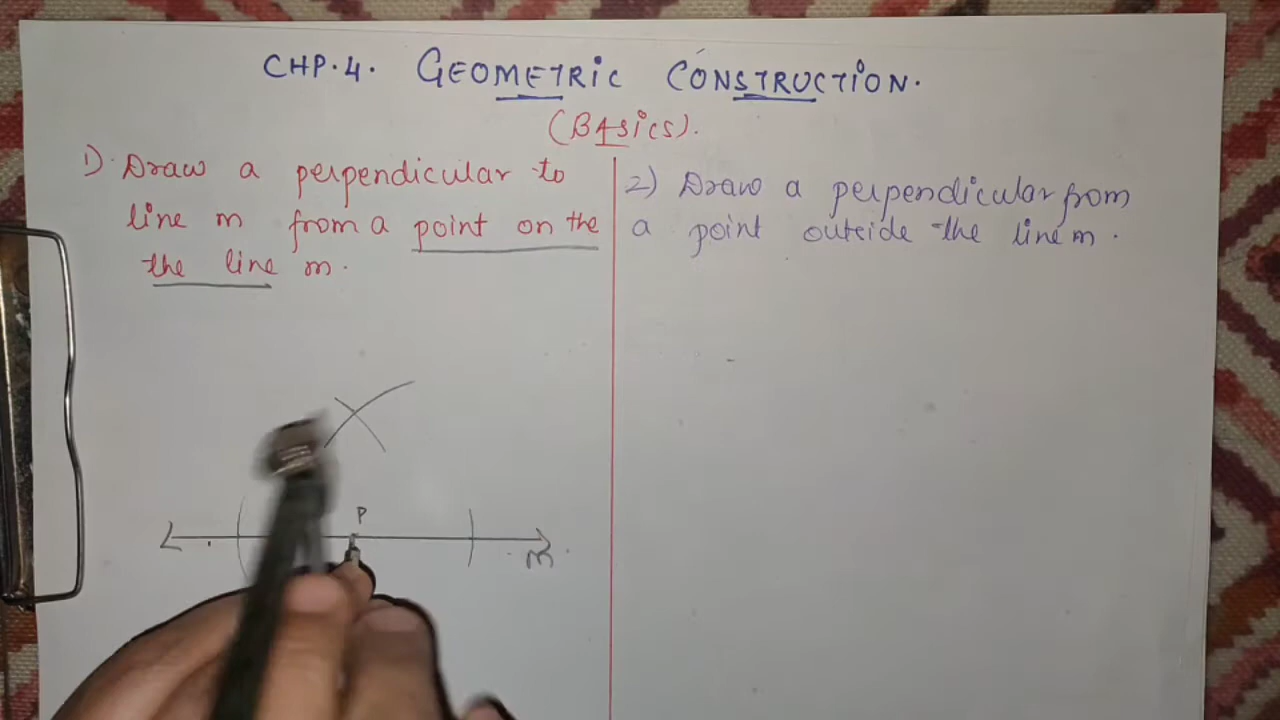 CHP.4. GEOMETRIC CONSTRUCTION.
(BASICS).
1) Draw a perpendicular to
line m from a point on the
the line m.
2) Draw a perpendicular from
a point outside the line m.
P
m